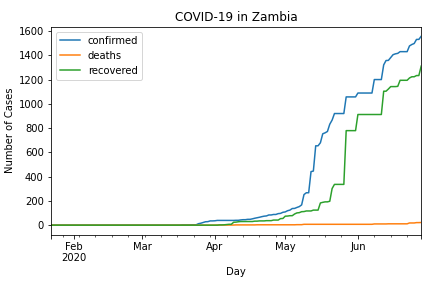 COVID-19 in Zambia
confirmed
deaths
recovered
Number of Cases
1600
1400
1200
1000
800
600
400
200
0
Feb
2020
Mar
Apr
May
Jun
Day